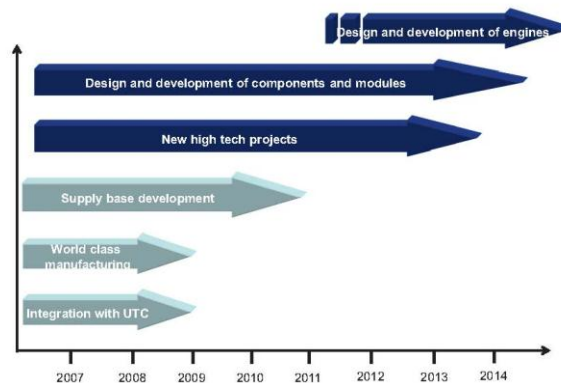 Design and development of engines
Design and development of components and modules
New high tech projects
Supply base development
World class
manufacturing
Integration with UTC
2007 2008 2009 2010 2011 2012 2013 2014